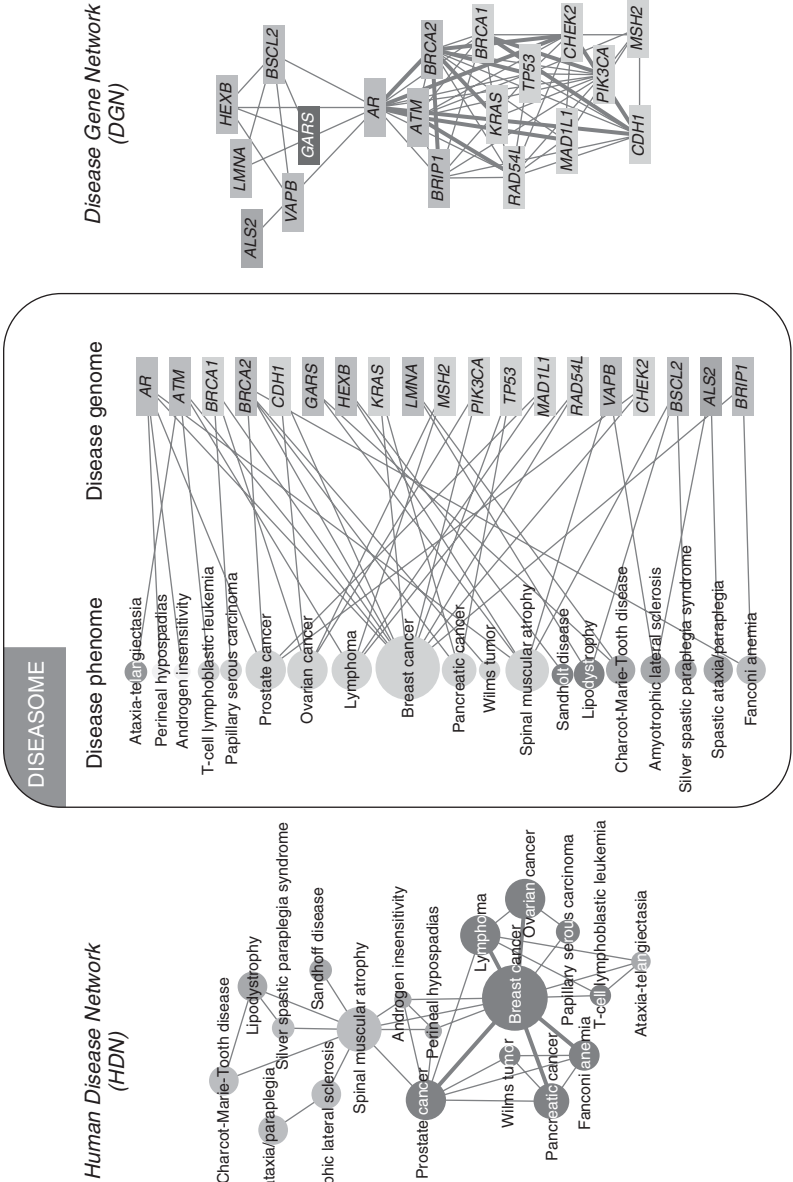 Human Disease Network
(HDN)
Charcot-Marie-Tooth disease
Lipodystrophy
Silver spastic paraplegia syndrome
Sandhoff disease
taxia/paraplegia
phic lateral sclerosis
Spinal muscular atrophy
Androgen insensitivity
Perineal hypospadias
Prostate cancer
Lymphoma
Ovarian cancer
Breast cancer
Wilms tumor
Papillary serous carcinoma
Pancreatic cancer
T-cell lymphoblastic leukemia
Fanconi anemia
Ataxia-telangiectasia
DISEASOME
Disease phenome
Ataxia-telangiectasia
Perineal hypospadias
Androgen insensitivity
T-cell lymphoblastic leukemia
Papillary serous carcinoma
Prostate cancer
Ovarian cancer
Lymphoma
Breast cancer
Pancreatic cancer
Wilms tumor
Spinal muscular atrophy
Sandhoff disease
Lipodystrophy
Charcot-Marie-Tooth disease
Amyotrophic lateral sclerosis
Silver spastic paraplegia syndrome
Spastic ataxia/paraplegia
Fanconi anemia
Disease genome
AR
ATM
BRCA1
BRCA2
CDH1
GARS
HEXB
KRAS
LMNA
MSH2
PIK3CA
TP53
MAD1L1
RAD54L
VAPB
CHEK2
BSCL2
ALS2
BRIP1
Disease Gene Network
(DGN)
HEXB
BSCL2
LMNA
GARS
ALS2
VAPB
AR
ATM
BRCA2
BRIP1
BRCA1
KRAS
TP53
RAD54L
CHEK2
MAD1L1
PIK3CA
MSH2
CDH1